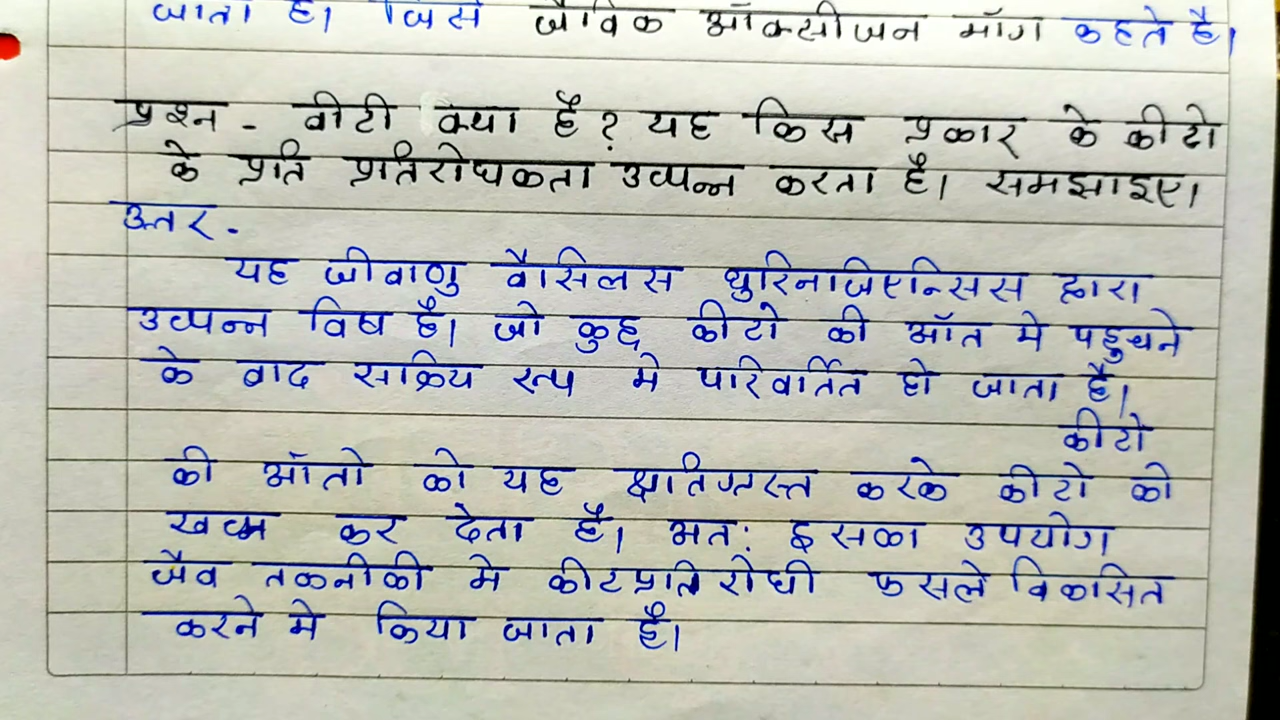 जाता है। जिसे जैविक ऑक्सीजन माँग कहते है।
प्रश्न - बीटी क्या है? यह किस प्रकार के कीटो
के प्रति प्रतिरोधकता उत्पन्न करता है। समझाइए।
उत्तर -
यह जीवाणु बैसिलस थुरिनजिएन्सिस द्वारा
उत्पन्न विष है। जो कुछ कीटो की आँत मे पहुचने
के बाद सक्रिय रूप मे परिवर्तित हो जाता है।
कीटो
की आँतो को यह क्षतिग्रस्त करके कीटो को
खत्म कर देता है। अतः इसका उपयोग
जैव तकनीकी मे कीटप्रतिरोधी फसले विकसित
करने मे किया जाता है।